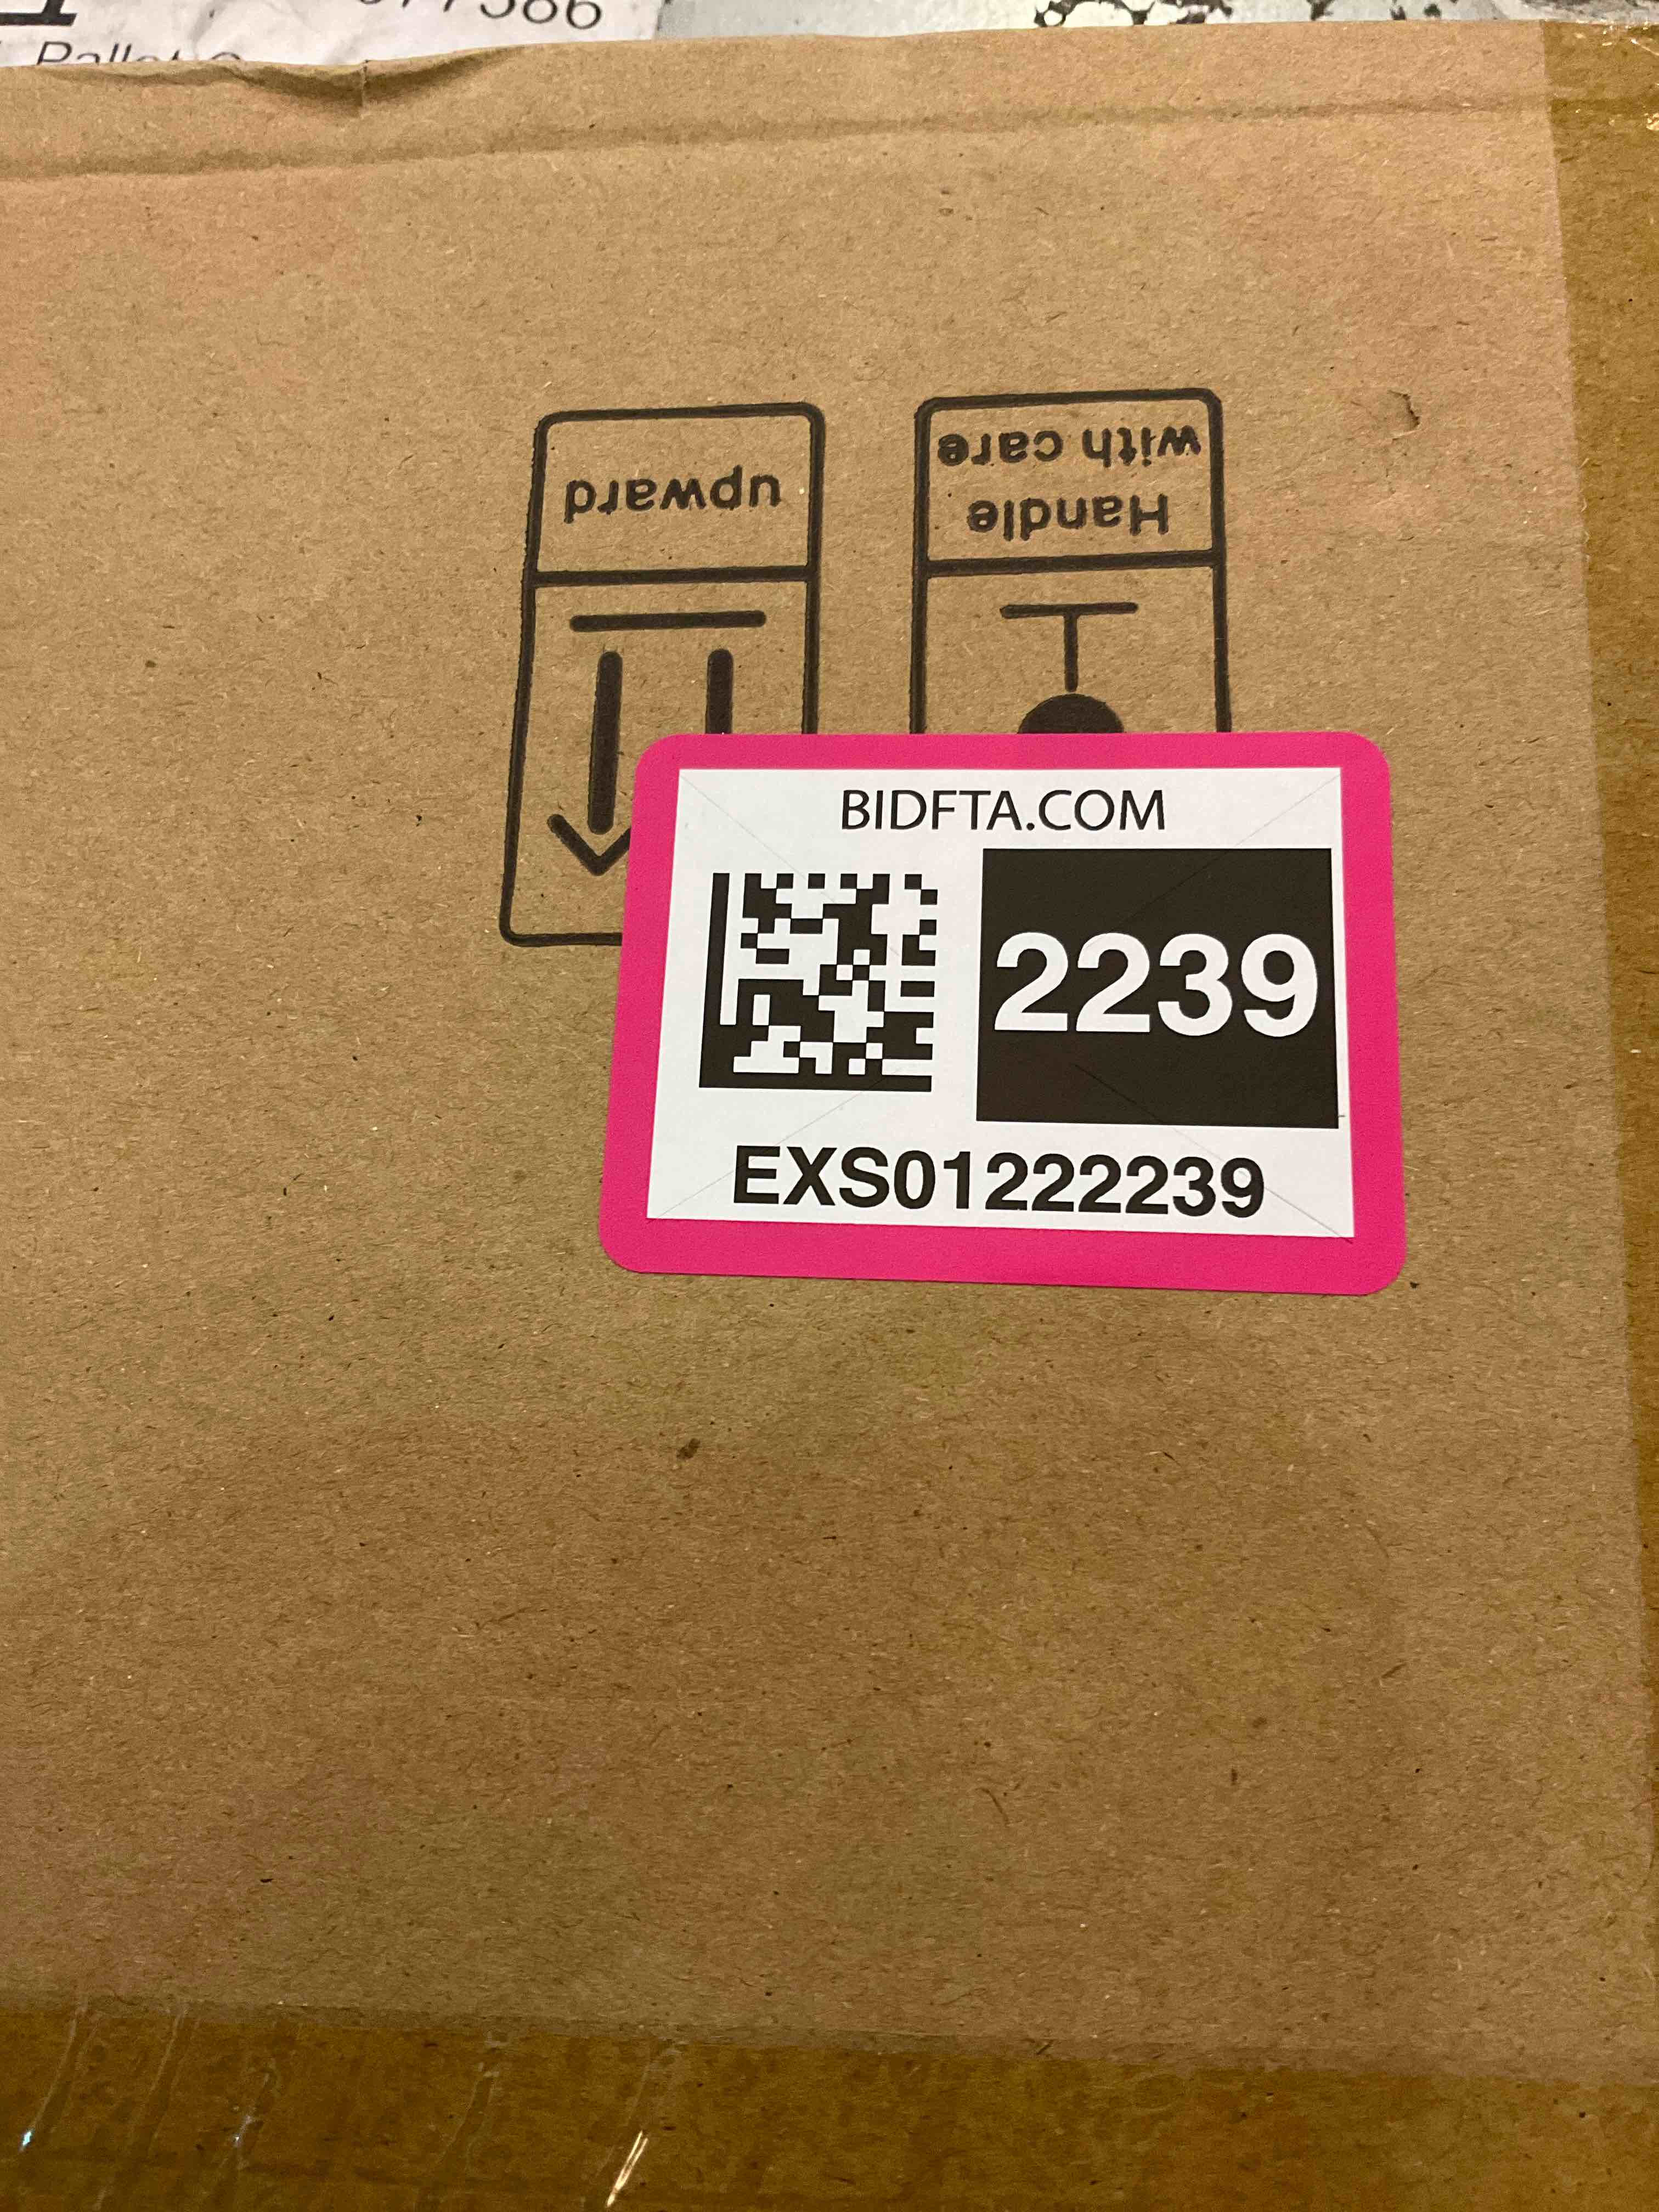 upward
Handle
with care
BIDFTA.COM
2239
EXS01222239